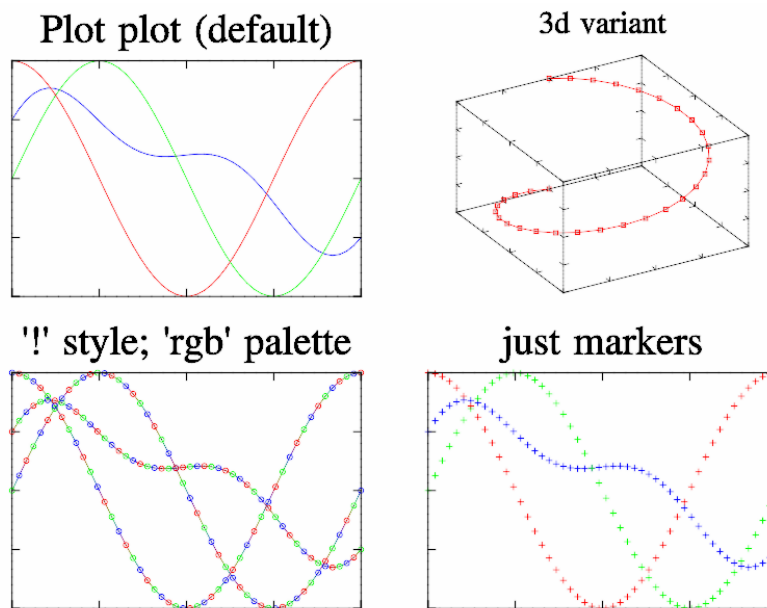 Plot plot (default)
3d variant
'!' style; 'rgb' palette
just markers